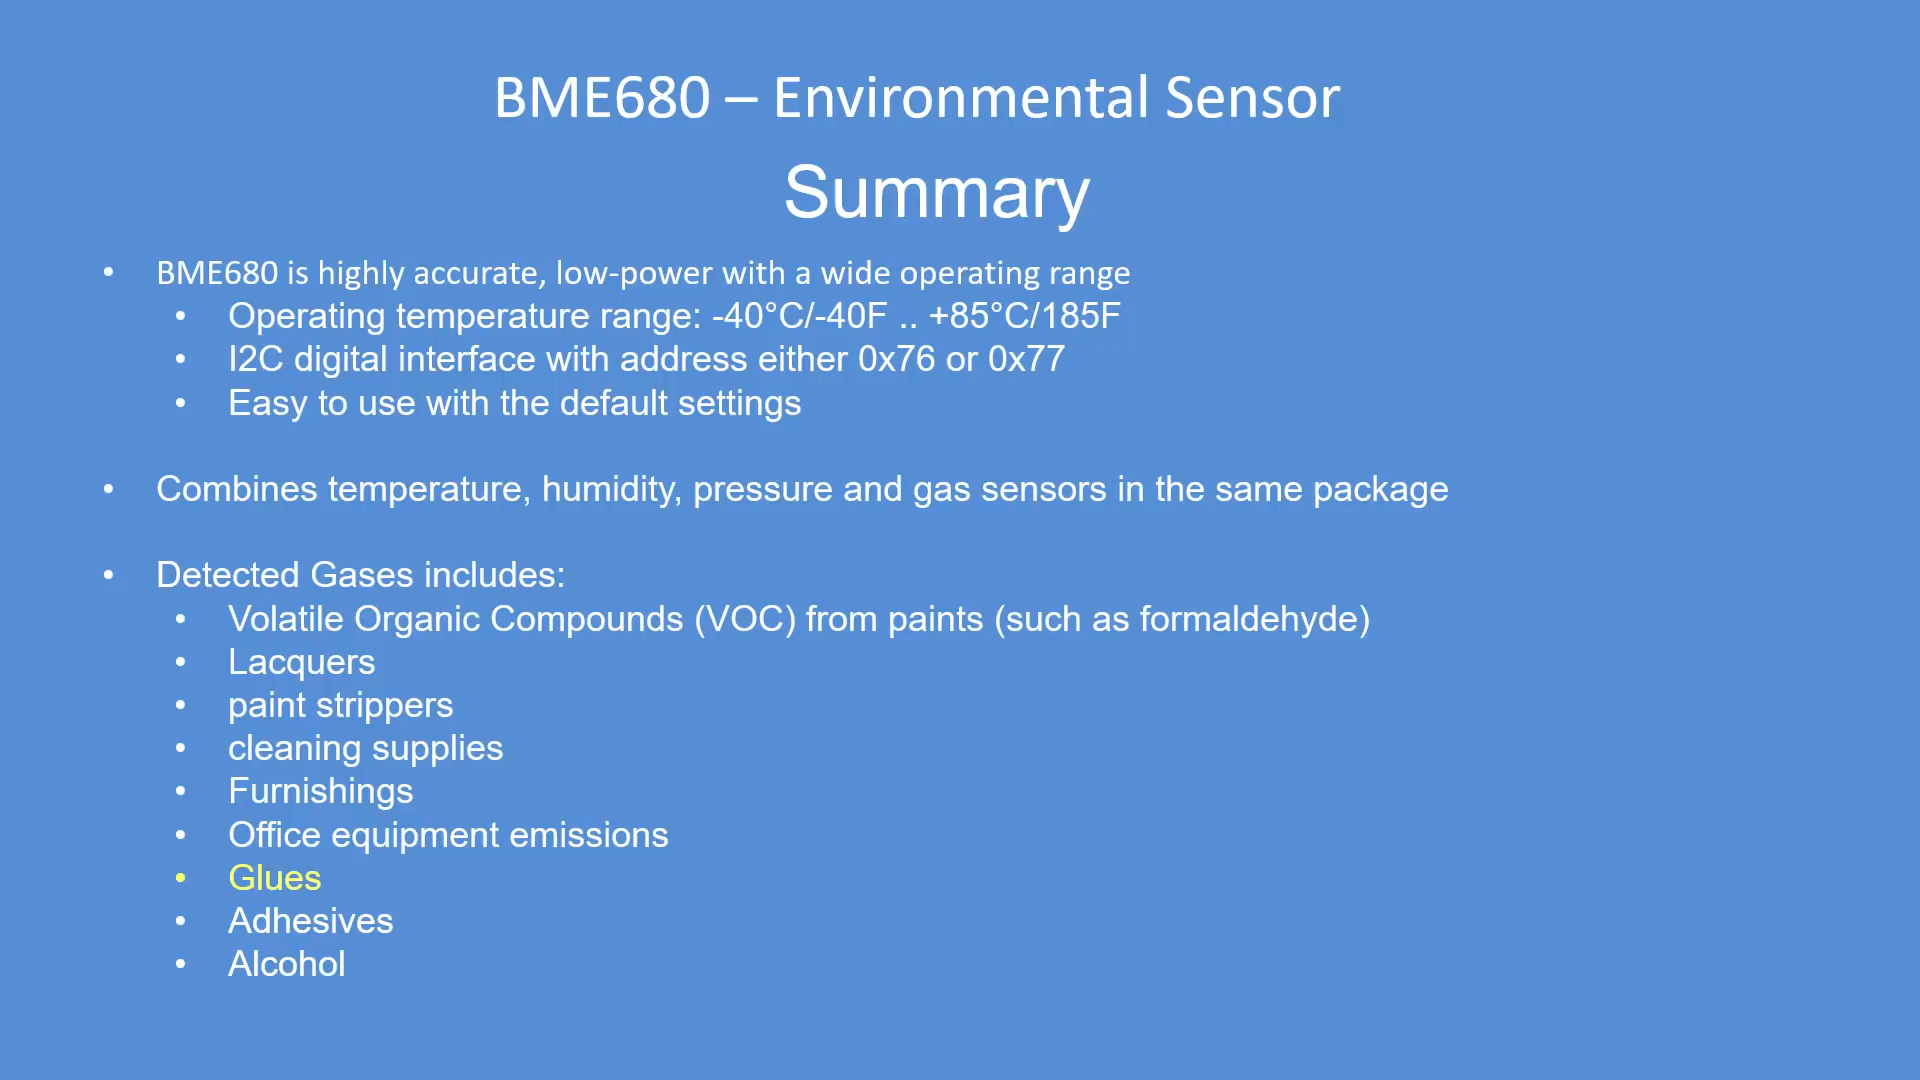 BME680 – Environmental Sensor
Summary
• BME680 is highly accurate, low-power with a wide operating range
• Operating temperature range: -40°C/-40F .. +85°C/185F
• I2C digital interface with address either 0x76 or 0x77
• Easy to use with the default settings
• Combines temperature, humidity, pressure and gas sensors in the same package
• Detected Gases includes:
• Volatile Organic Compounds (VOC) from paints (such as formaldehyde)
• Lacquers
• paint strippers
• cleaning supplies
• Furnishings
• Office equipment emissions
• Glues
• Adhesives
• Alcohol